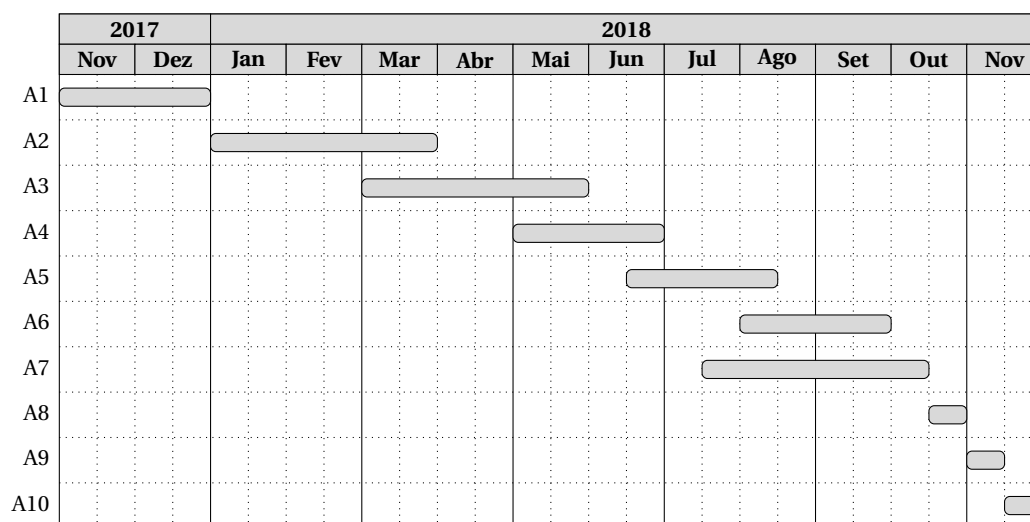 2017 2018
Nov Dez Jan Fev Mar Abr Mai Jun Jul Ago Set Out Nov
A1
A2
A3
A4
A5
A6
A7
A8
A9
A10